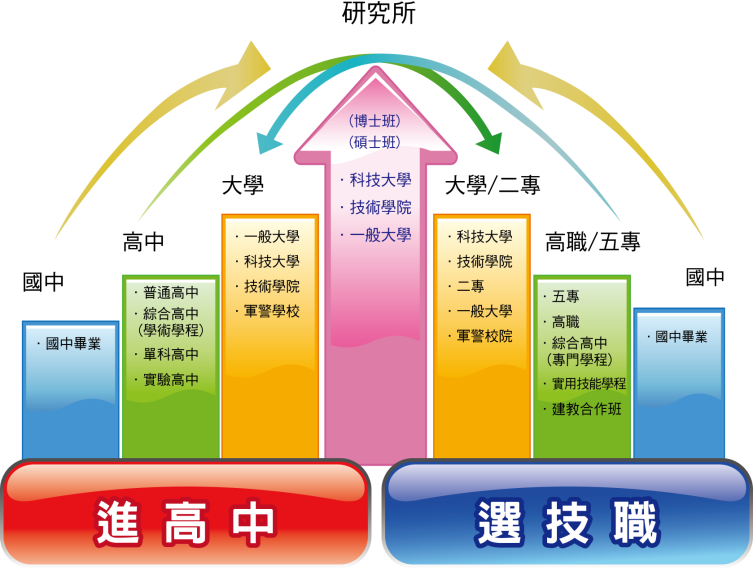 研究所
(博士班)
(碩士班)
·科技大學
·技術學院
·一般大學
大學
·一般大學
·科技大學
·技術學院
·軍警學校
高中
·普通高中
·綜合高中
(學術學程)
·單科高中
·實驗高中
國中
·國中畢業
大學/二專
·科技大學
·技術學院
·二專
·一般大學
·軍警校院
高職/五專
·五專
·高職
·綜合高中
(專門學程)
·實用技能學程
·建教合作班
國中
·國中畢業
進高中
選技職